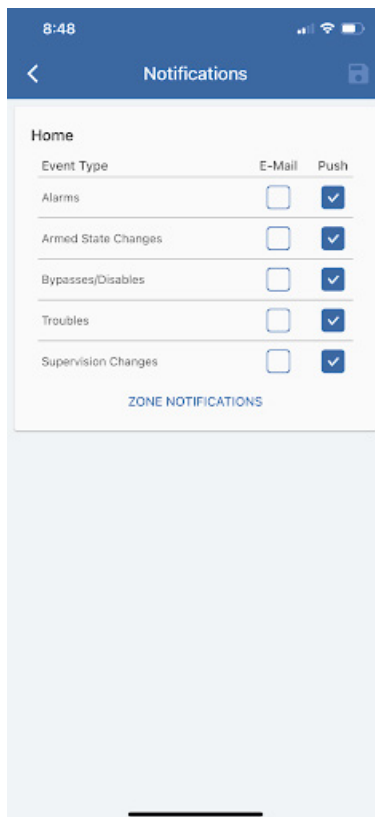 8:48
Notifications
Home
Event Type E-Mail Push
Alarms
Armed State Changes
Bypasses/Disables
Troubles
Supervision Changes
ZONE NOTIFICATIONS